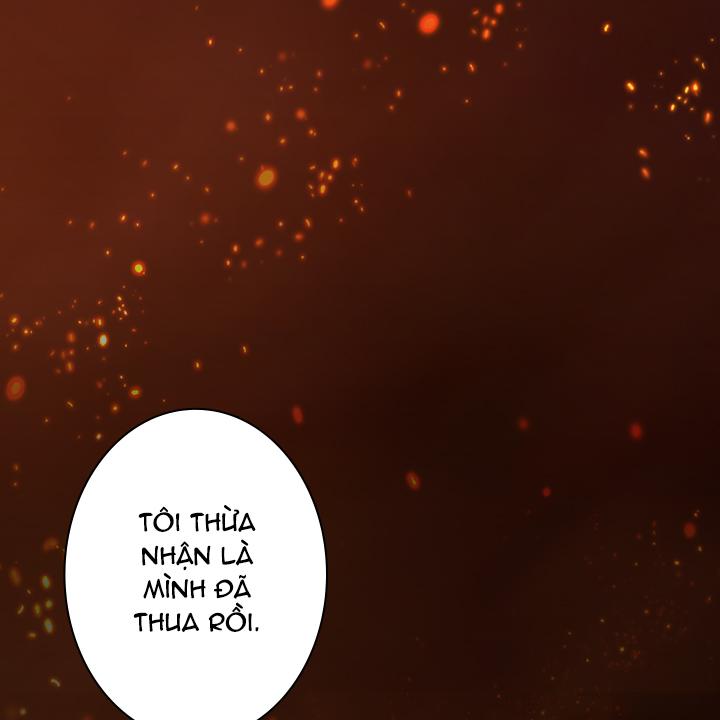 TÔI THỪA
NHẬN LÀ
MÌNH ĐÃ
THUA RỒI.